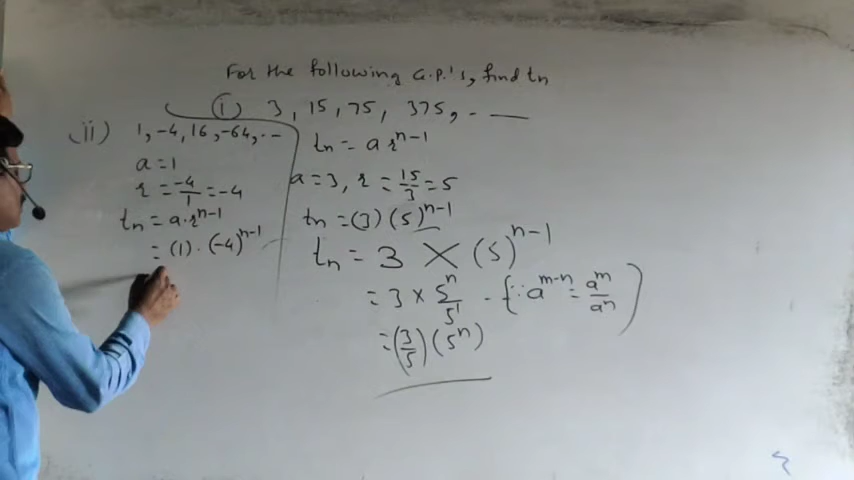 For the following G.P.'s, find tn
(i) 3, 15, 75, 375, - —
tn = a r^n-1
a = 3, r = 15/3 = 5
tn = (3) (5)^n-1
tn = 3 × (5)^n-1
= 3 × 5^n/5^1 - {∵ a^m-n = a^m/a^n)
= (3/5) (5^n)
(ii) 1, -4, 16, -64, --
a = 1
r = -4/1 = -4
tn = a·r^n-1
= (1)·(-4)^n-1
=